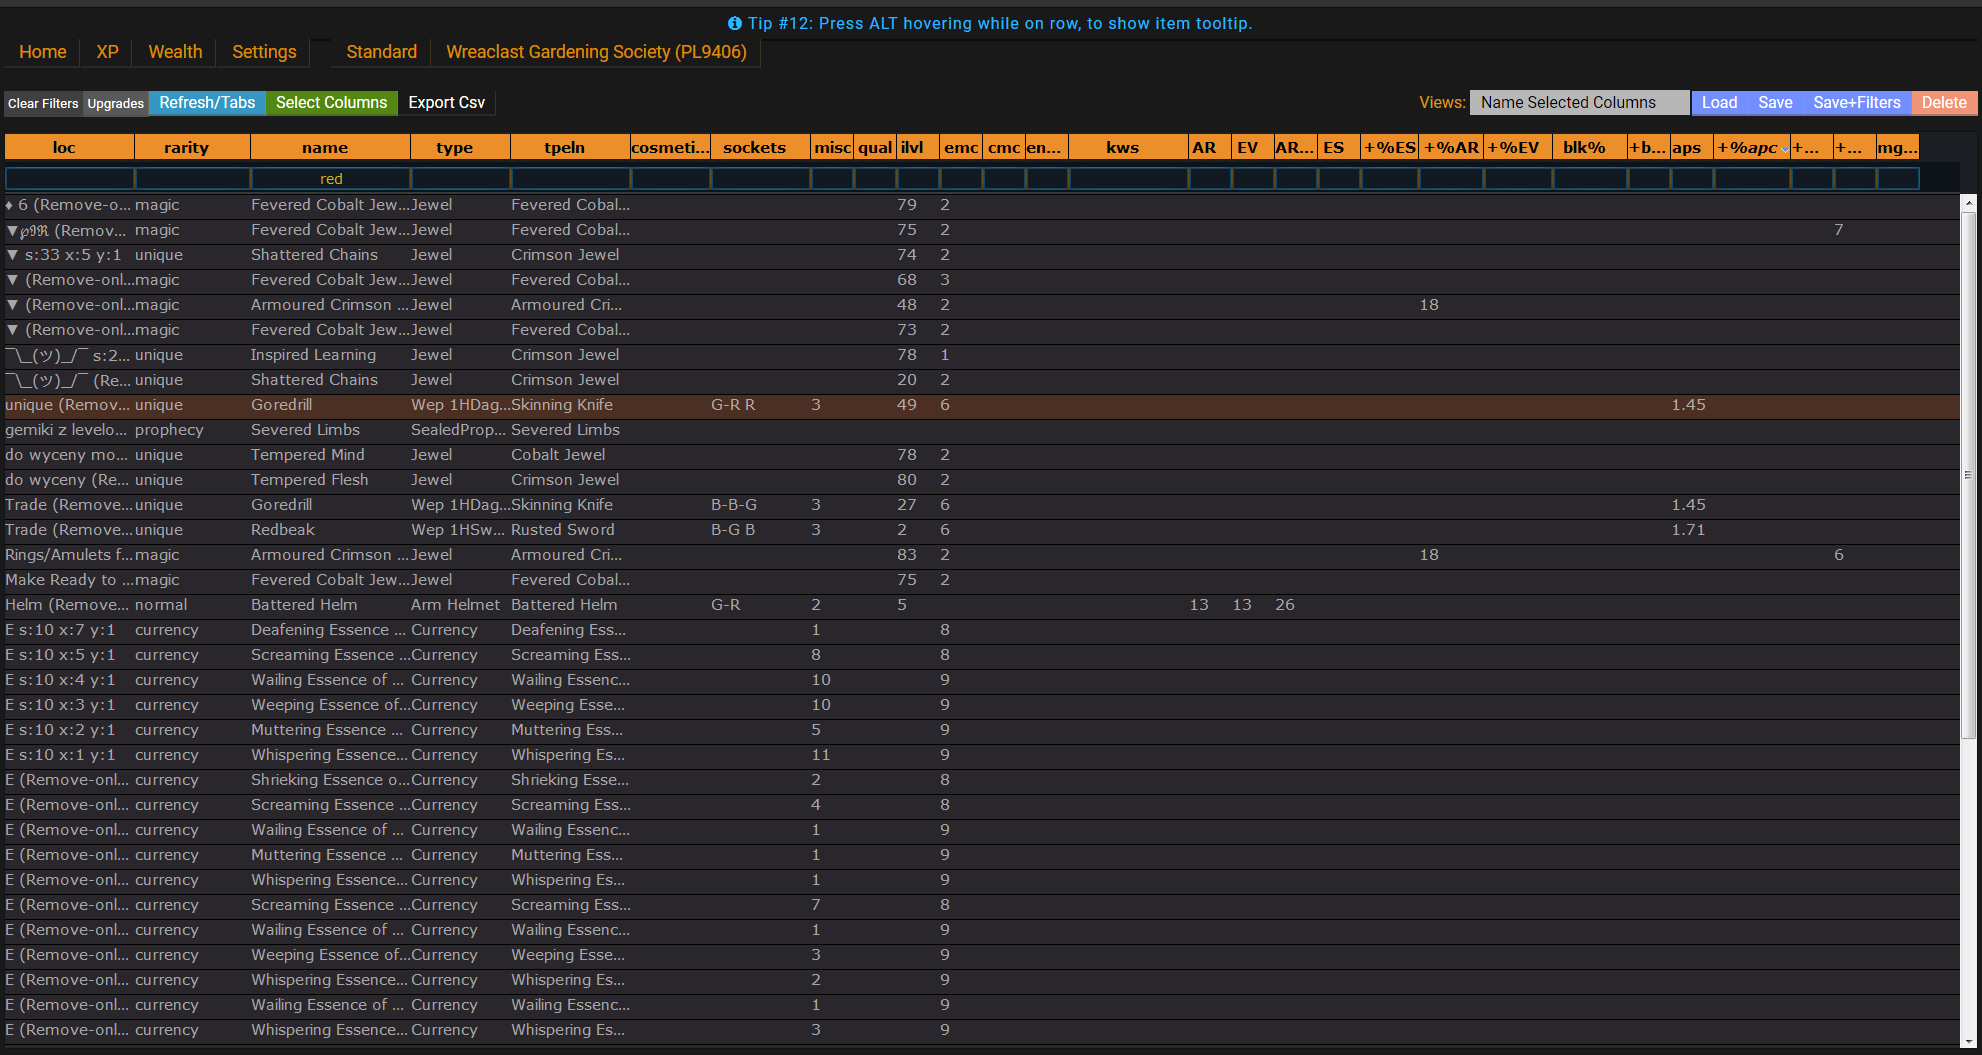 Tip #12: Press ALT hovering while on row, to show item tooltip.
Home XP Wealth Settings Standard Wreaclast Gardening Society (PL9406)
Clear Filters Upgrades Refresh/Tabs Select Columns Export Csv Views: Name Selected Columns Load Save Save+Filters Delete
loc rarity name type tpeln cosmeti... sockets misc qual ilvl emc cmc en... kws AR EV AR... ES +%ES +%AR +%EV blk% +b... aps +%apc +... +... mg...
red
♦ 6 (Remove-o... magic Fevered Cobalt Jew... Jewel Fevered Cobal... 79 2
▼℘ℑℜ (Remov... magic Fevered Cobalt Jew... Jewel Fevered Cobal... 75 2 7
▼ s:33 x:5 y:1 unique Shattered Chains Jewel Crimson Jewel 74 2
▼ (Remove-onl... magic Fevered Cobalt Jew... Jewel Fevered Cobal... 68 3
▼ (Remove-onl... magic Armoured Crimson ... Jewel Armoured Cri... 48 2 18
▼ (Remove-onl... magic Fevered Cobalt Jew... Jewel Fevered Cobal... 73 2
¯\_(ツ)_/¯ s:2... unique Inspired Learning Jewel Crimson Jewel 78 1
¯\_(ツ)_/¯ (Re... unique Shattered Chains Jewel Crimson Jewel 20 2
unique (Remov... unique Goredrill Wep 1HDag... Skinning Knife G-R R 3 49 6 1.45
gemiki z levelo... prophecy Severed Limbs SealedProp... Severed Limbs
do wyceny mo... unique Tempered Mind Jewel Cobalt Jewel 78 2
do wyceny (Re... unique Tempered Flesh Jewel Crimson Jewel 80 2
Trade (Remove... unique Goredrill Wep 1HDag... Skinning Knife B-B-G 3 27 6 1.45
Trade (Remove... unique Redbeak Wep 1HSw... Rusted Sword B-G B 3 2 6 1.71
Rings/Amulets f... magic Armoured Crimson ... Jewel Armoured Cri... 83 2 18 6
Make Ready to ... magic Fevered Cobalt Jew... Jewel Fevered Cobal... 75 2
Helm (Remove... normal Battered Helm Arm Helmet Battered Helm G-R 2 5 13 13 26
E s:10 x:7 y:1 currency Deafening Essence ... Currency Deafening Ess... 1 8
E s:10 x:5 y:1 currency Screaming Essence ... Currency Screaming Ess... 8 8
E s:10 x:4 y:1 currency Wailing Essence of ... Currency Wailing Essenc... 10 9
E s:10 x:3 y:1 currency Weeping Essence of... Currency Weeping Esse... 10 9
E s:10 x:2 y:1 currency Muttering Essence ... Currency Muttering Ess... 5 9
E s:10 x:1 y:1 currency Whispering Essence... Currency Whispering Es... 11 9
E (Remove-onl... currency Shrieking Essence o... Currency Shrieking Esse... 2 8
E (Remove-onl... currency Screaming Essence ... Currency Screaming Ess... 4 8
E (Remove-onl... currency Wailing Essence of ... Currency Wailing Essenc... 1 9
E (Remove-onl... currency Muttering Essence ... Currency Muttering Ess... 1 9
E (Remove-onl... currency Whispering Essence... Currency Whispering Es... 1 9
E (Remove-onl... currency Screaming Essence ... Currency Screaming Ess... 7 8
E (Remove-onl... currency Wailing Essence of ... Currency Wailing Essenc... 1 9
E (Remove-onl... currency Weeping Essence of... Currency Weeping Esse... 3 9
E (Remove-onl... currency Whispering Essence... Currency Whispering Es... 2 9
E (Remove-onl... currency Wailing Essence of ... Currency Wailing Essenc... 1 9
E (Remove-onl... currency Whispering Essence... Currency Whispering Es... 3 9